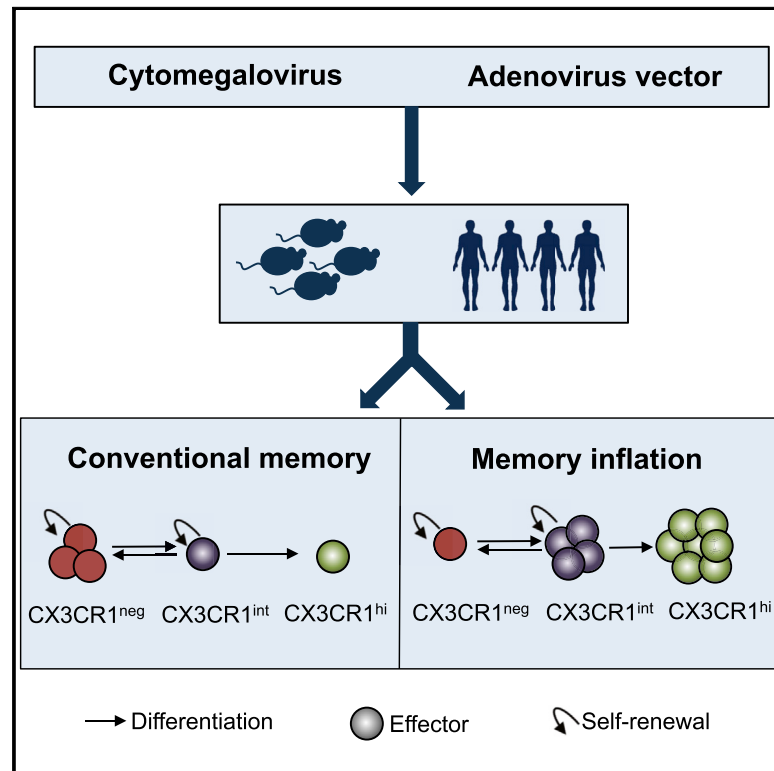 Cytomegalovirus Adenovirus vector
Conventional memory
CX3CR1neg CX3CR1int CX3CR1hi
Memory inflation
CX3CR1neg CX3CR1int CX3CR1hi
Differentiation Effector Self-renewal